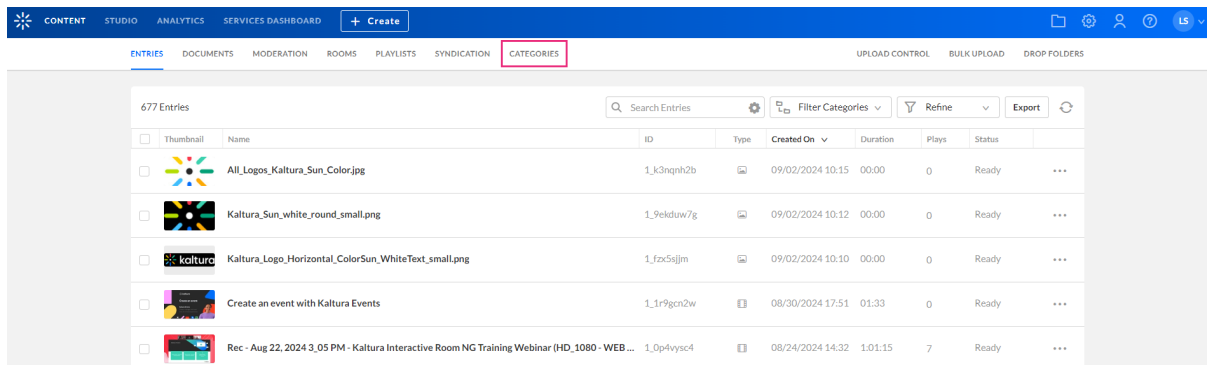 CONTENT STUDIO ANALYTICS SERVICES DASHBOARD + Create LS
ENTRIES DOCUMENTS MODERATION ROOMS PLAYLISTS SYNDICATION CATEGORIES UPLOAD CONTROL BULK UPLOAD DROP FOLDERS
677 Entries Search Entries Filter Categories Refine Export
Thumbnail Name ID Type Created On Duration Plays Status
All_Logos_Kaltura_Sun_Color.jpg 1_k3nqnh2b 09/02/2024 10:15 00:00 0 Ready
Kaltura_Sun_white_round_small.png 1_9ekduw7g 09/02/2024 10:12 00:00 0 Ready
kaltura Kaltura_Logo_Horizontal_ColorSun_WhiteText_small.png 1_fzx5sjjm 09/02/2024 10:10 00:00 0 Ready
Create an event with Kaltura Events 1_1r9gcn2w 08/30/2024 17:51 01:33 0 Ready
Rec - Aug 22, 2024 3_05 PM - Kaltura Interactive Room NG Training Webinar (HD_1080 - WEB ... 1_0p4vysc4 08/24/2024 14:32 1:01:15 7 Ready